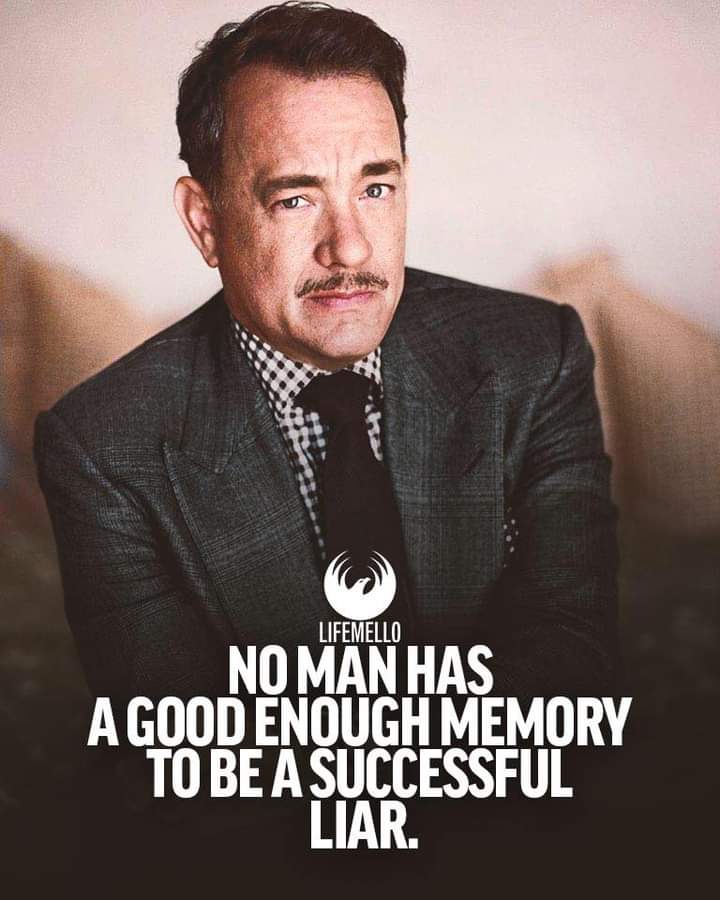 LIFEMELLO
NO MAN HAS
A GOOD ENOUGH MEMORY
TO BE A SUCCESSFUL
LIAR.